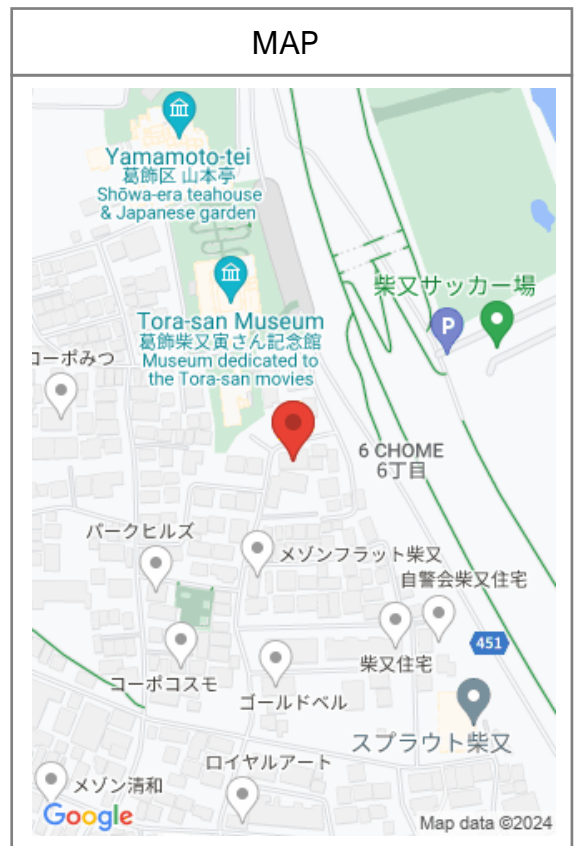 MAP
Yamamoto-tei
葛飾区 山本亭
Shōwa-era teahouse
& Japanese garden
柴又サッカー場
P
Tora-san Museum
葛飾柴又寅さん記念館
Museum dedicated to
the Tora-san movies
コーポみつ
6 CHOME
6丁目
パークヒルズ
メゾンフラット柴又
自警会柴又住宅
451
柴又住宅
コーポコスモ
ゴールドベル
スプラウト柴又
ロイヤルアート
メゾン清和
Google
Map data ©2024